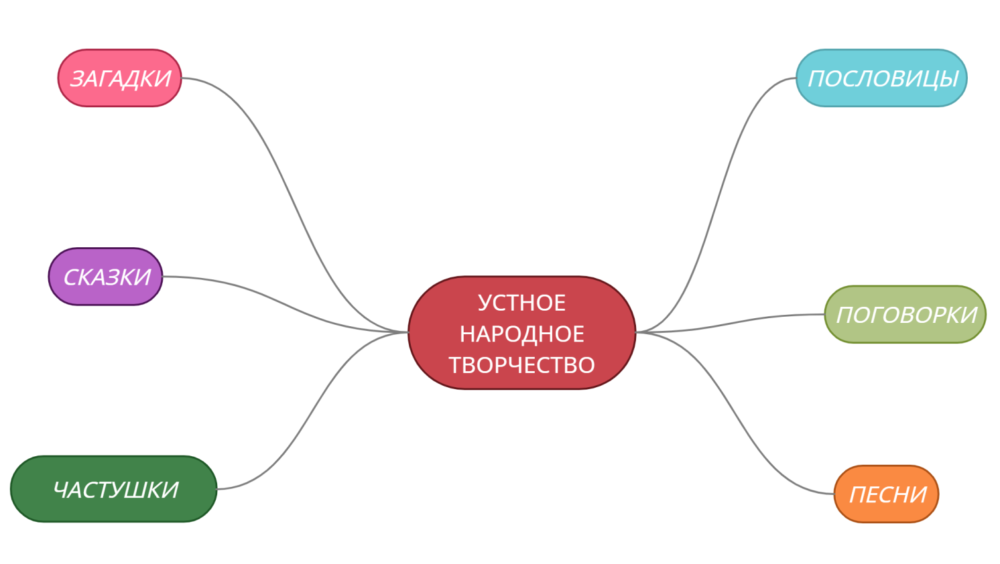 ЗАГАДКИ
ПОСЛОВИЦЫ
СКАЗКИ
УСТНОЕ
НАРОДНОЕ
ТВОРЧЕСТВО
ПОГОВОРКИ
ЧАСТУШКИ
ПЕСНИ